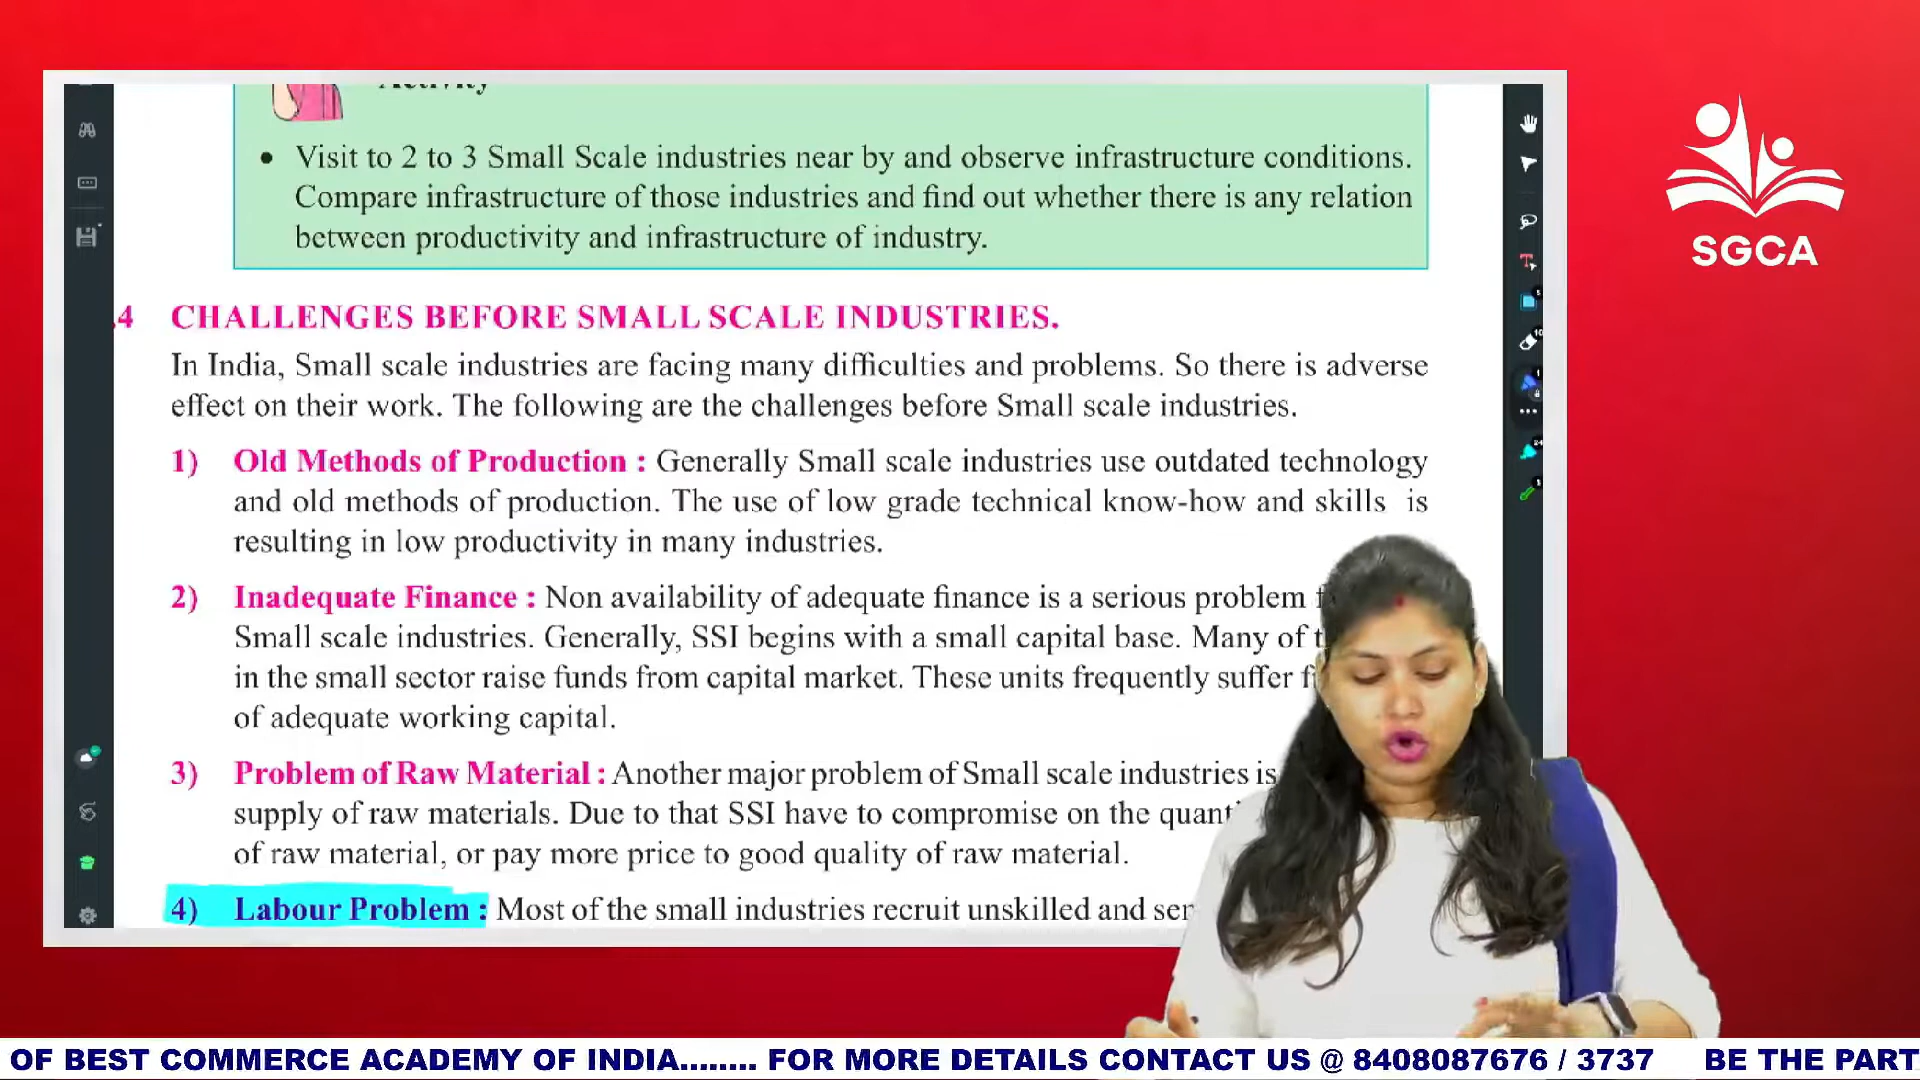 Activity
• Visit to 2 to 3 Small Scale industries near by and observe infrastructure conditions.
Compare infrastructure of those industries and find out whether there is any relation
between productivity and infrastructure of industry.
.4 CHALLENGES BEFORE SMALL SCALE INDUSTRIES.
In India, Small scale industries are facing many difficulties and problems. So there is adverse
effect on their work. The following are the challenges before Small scale industries.
1) Old Methods of Production : Generally Small scale industries use outdated technology
and old methods of production. The use of low grade technical know-how and skills is
resulting in low productivity in many industries.
2) Inadequate Finance : Non availability of adequate finance is a serious problem
Small scale industries. Generally, SSI begins with a small capital base. Many of
in the small sector raise funds from capital market. These units frequently suffer
of adequate working capital.
3) Problem of Raw Material : Another major problem of Small scale industries is
supply of raw materials. Due to that SSI have to compromise on the
of raw material, or pay more price to good quality of raw material.
4) Labour Problem : Most of the small industries recruit unskilled and
SGCA
OF BEST COMMERCE ACADEMY OF INDIA........ FOR MORE DETAILS CONTACT US @ 8408087676 / 3737 BE THE PART